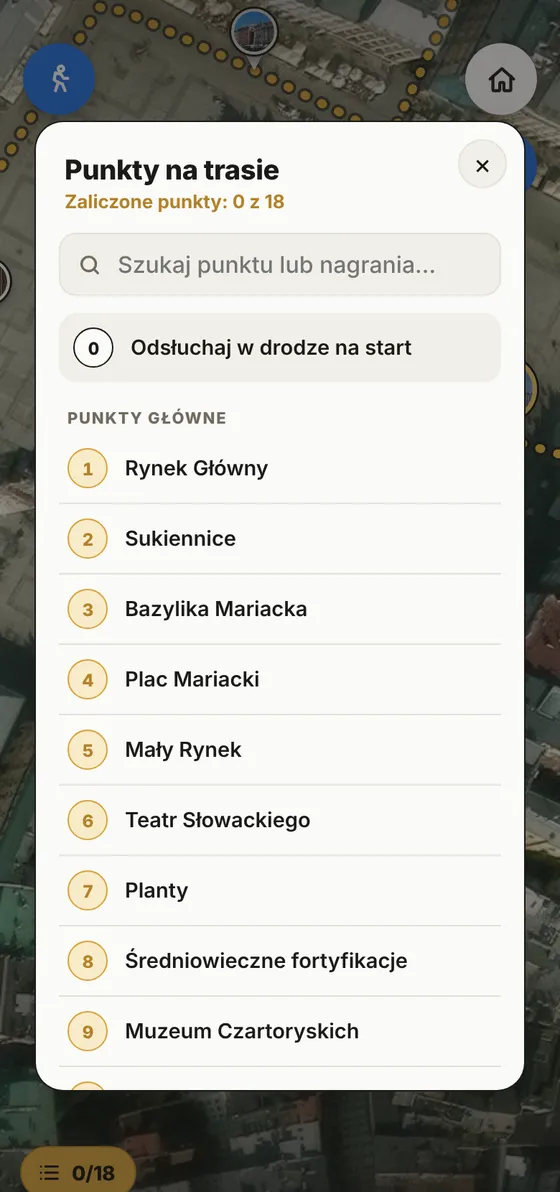 Punkty na trasie
Zaliczone punkty: 0 z 18
Szukaj punktu lub nagrania...
0 Odsłuchaj w drodze na start
PUNKTY GŁÓWNE
1 Rynek Główny
2 Sukiennice
3 Bazylika Mariacka
4 Plac Mariacki
5 Mały Rynek
6 Teatr Słowackiego
7 Planty
8 Średniowieczne fortyfikacje
9 Muzeum Czartoryskich
0/18